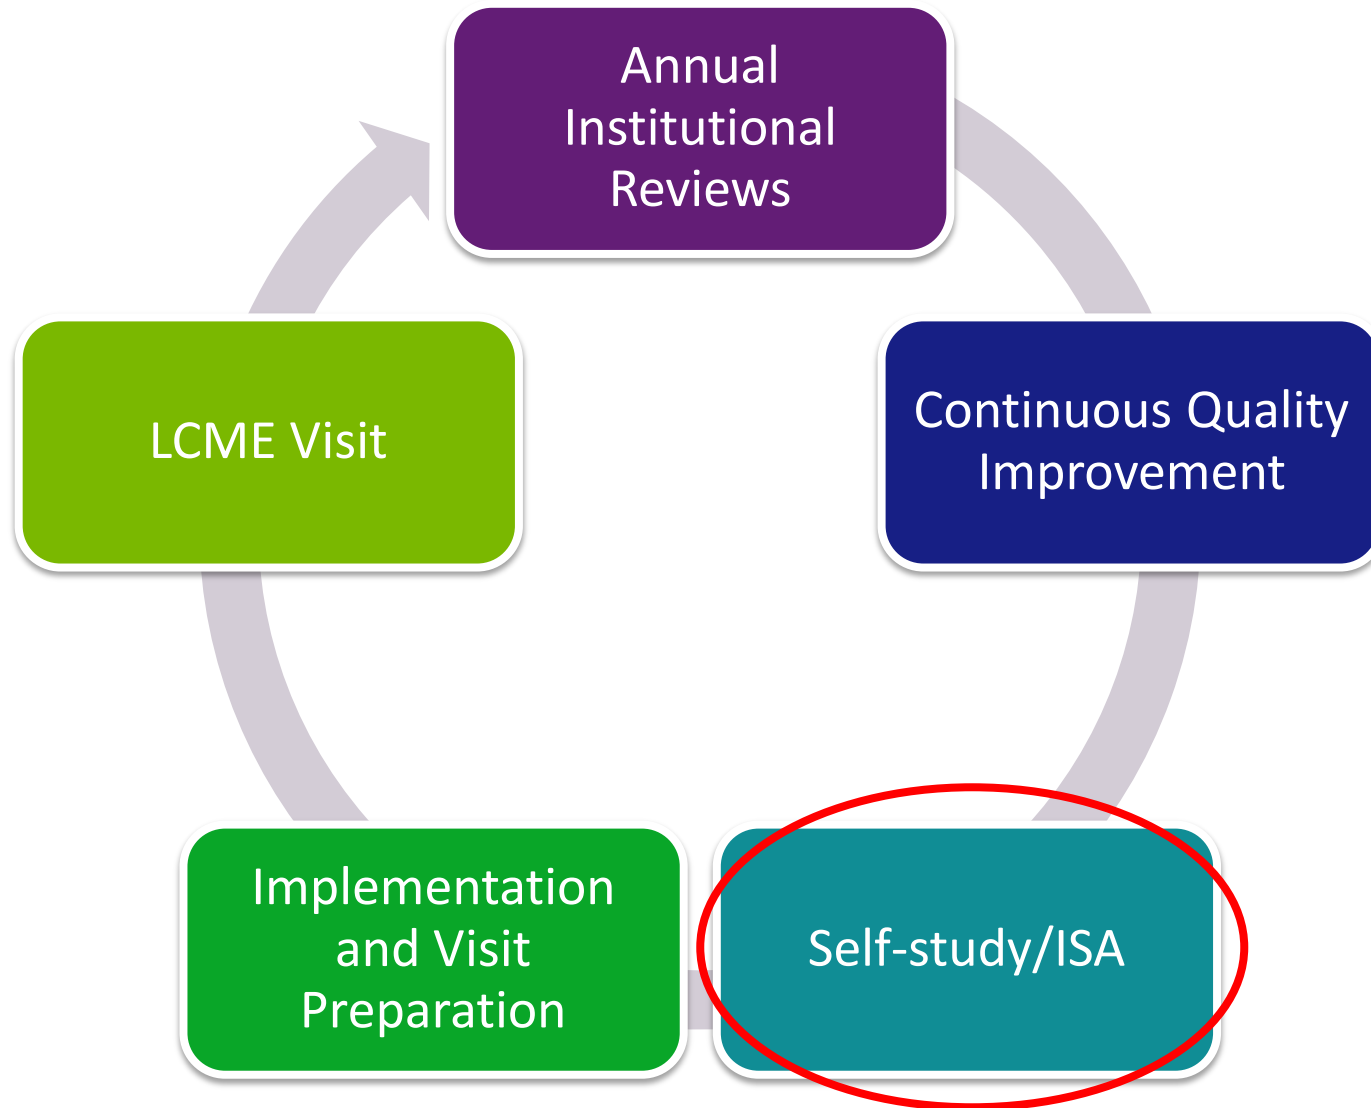 Annual
Institutional
Reviews
Continuous Quality
Improvement
Self-study/ISA
Implementation
and Visit
Preparation
LCME Visit